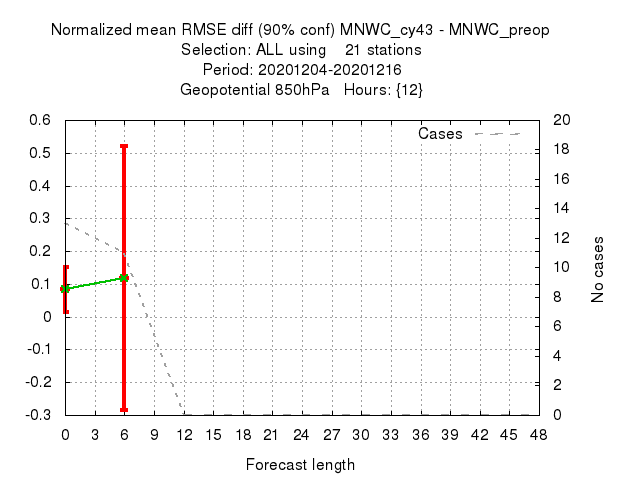 Normalized mean RMSE diff (90% conf) MNWC_cy43 - MNWC_preop
Selection: ALL using 21 stations
Period: 20201204-20201216
Geopotential 850hPa Hours: {12}
Cases
0.6
0.5
0.4
0.3
0.2
0.1
0
-0.1
-0.2
-0.3
20
18
16
14
12
10
8
6
4
2
0
No cases
0 3 6 9 12 15 18 21 24 27 30 33 36 39 42 45 48
Forecast length